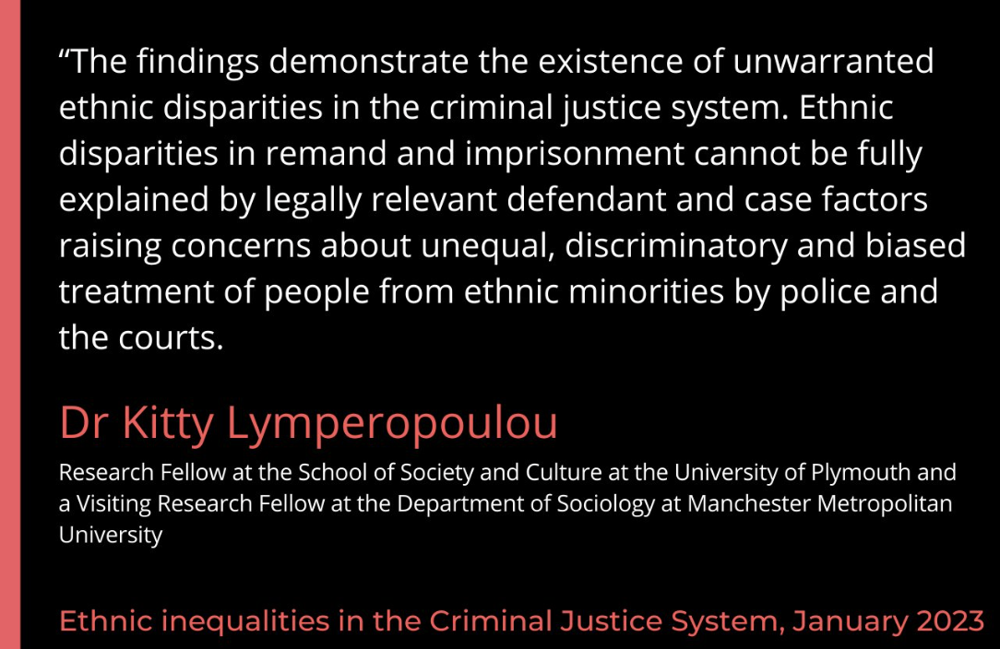 “The findings demonstrate the existence of unwarranted
ethnic disparities in the criminal justice system. Ethnic
disparities in remand and imprisonment cannot be fully
explained by legally relevant defendant and case factors
raising concerns about unequal, discriminatory and biased
treatment of people from ethnic minorities by police and
the courts.
Dr Kitty Lymperopoulou
Research Fellow at the School of Society and Culture at the University of Plymouth and
a Visiting Research Fellow at the Department of Sociology at Manchester Metropolitan
University
Ethnic inequalities in the Criminal Justice System, January 2023